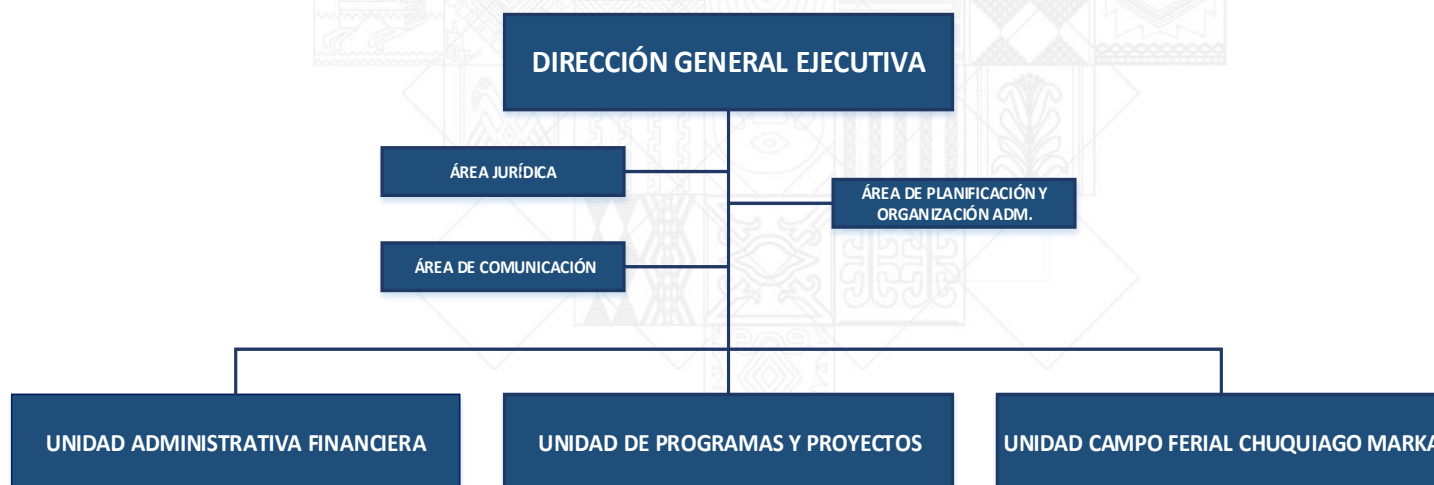 DIRECCIÓN GENERAL EJECUTIVA
ÁREA JURÍDICA
ÁREA DE PLANIFICACIÓN Y
ORGANIZACIÓN ADM.
ÁREA DE COMUNICACIÓN
UNIDAD ADMINISTRATIVA FINANCIERA
UNIDAD DE PROGRAMAS Y PROYECTOS
UNIDAD CAMPO FERIAL CHUQUIAGO MARKA